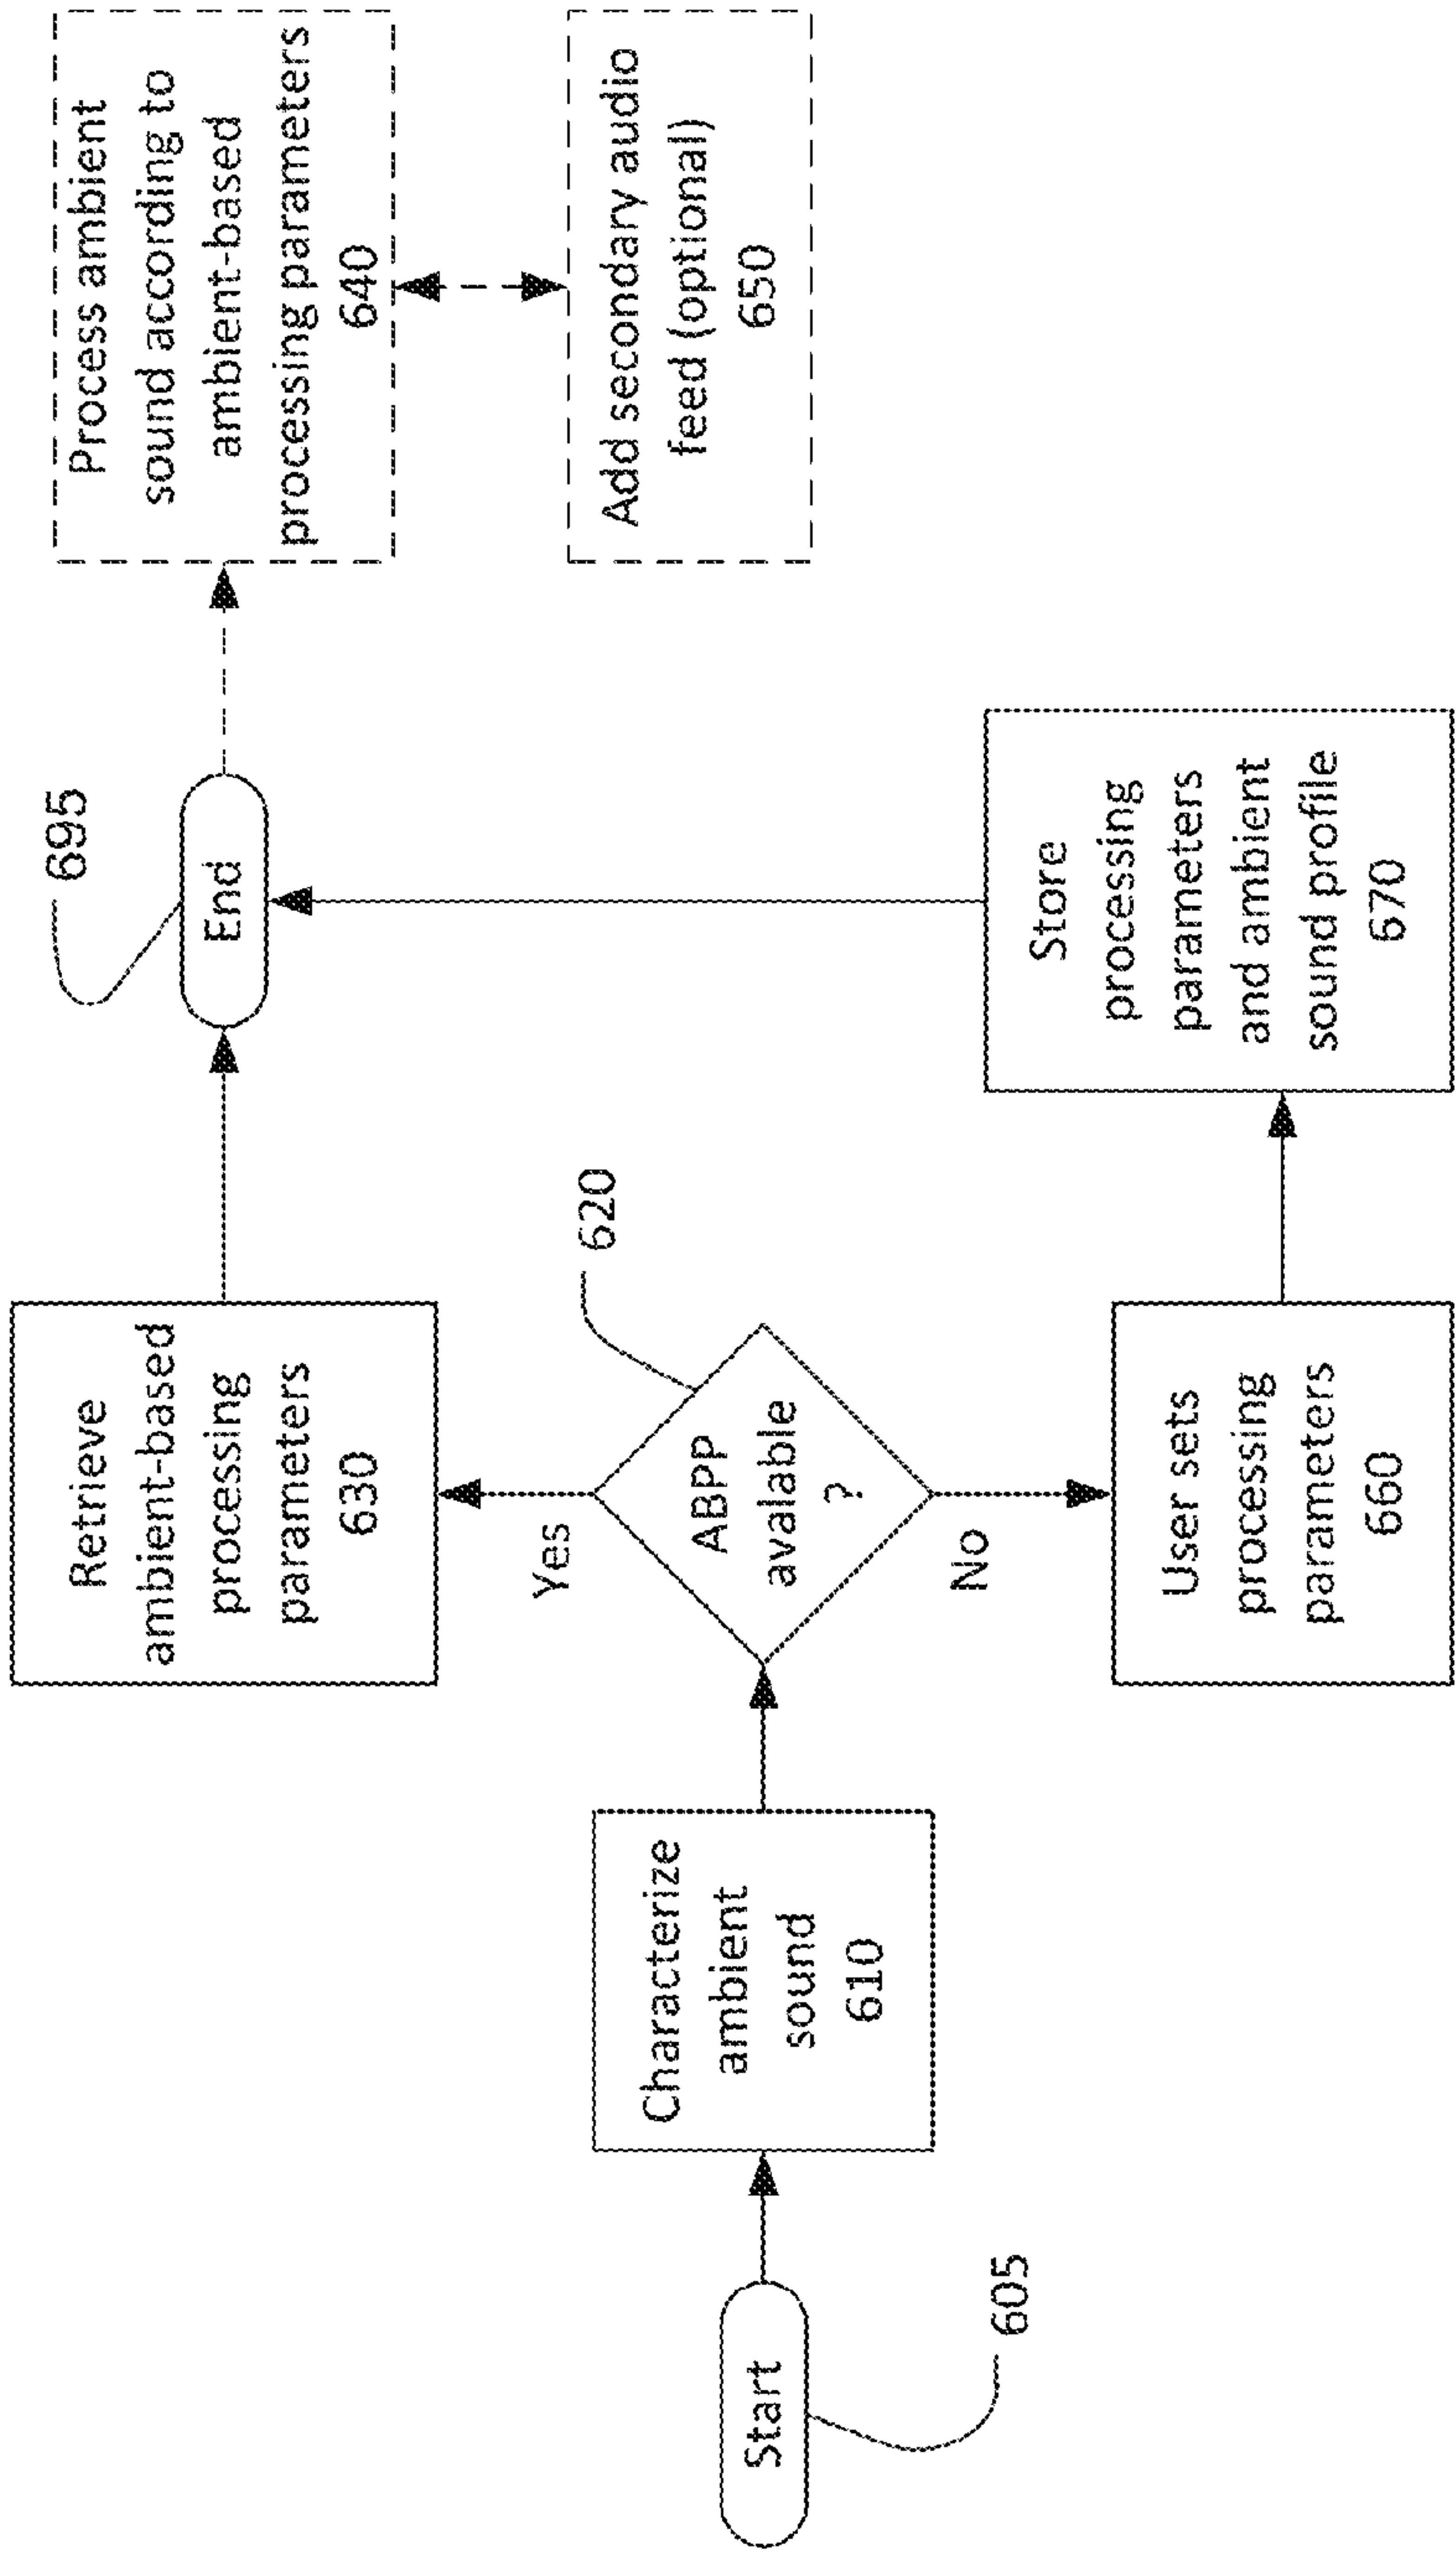 Start
605
Characterize
ambient
sound
610
ABPP
avalable
?
620
Yes
No
Retrieve
ambient-based
processing
parameters
630
User sets
processing
parameters
660
Store
processing
parameters
and ambient
sound profile
670
End
695
Process ambient
sound according to
ambient-based
processing parameters
640
Add secondary audio
feed (optional)
650